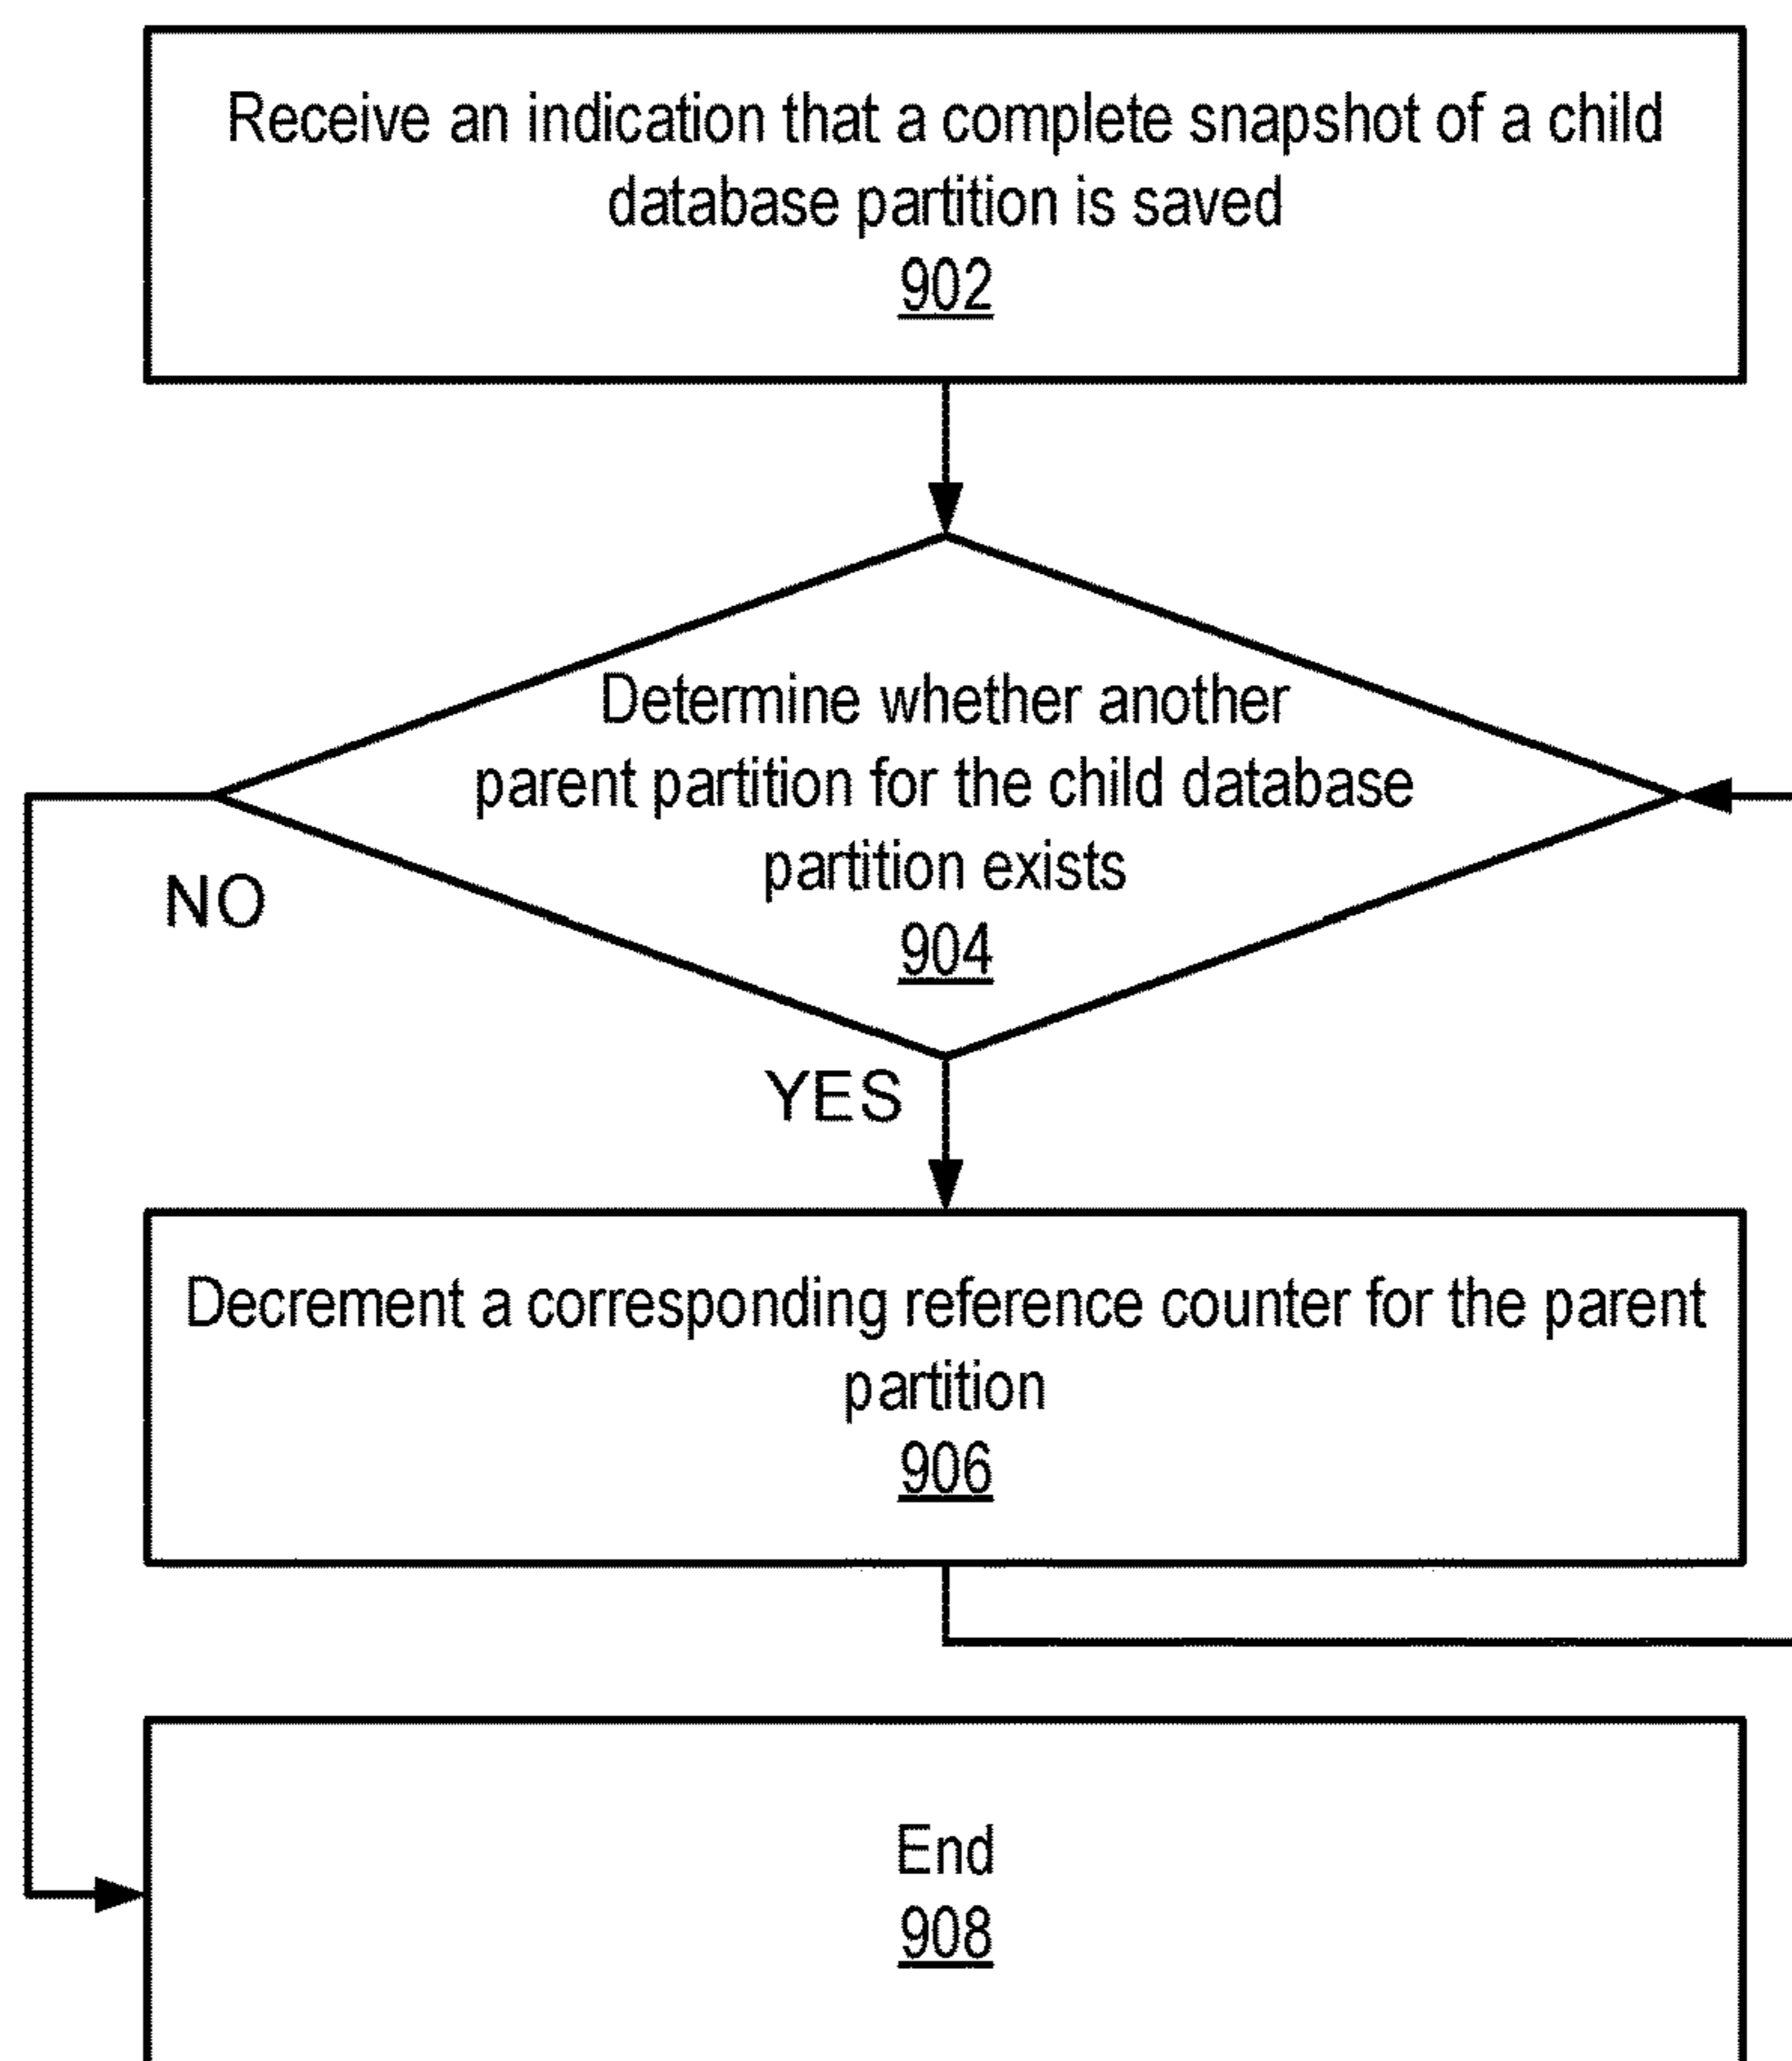 Receive an indication that a complete snapshot of a child
database partition is saved
902
Determine whether another
parent partition for the child database
partition exists
904
NO
YES
Decrement a corresponding reference counter for the parent
partition
906
End
908